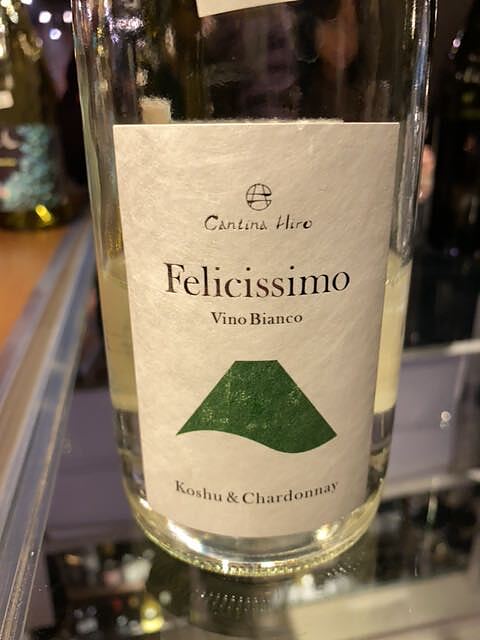 Cantina Hiro
Felicissimo
Vino Bianco
Koshu & Chardonnay